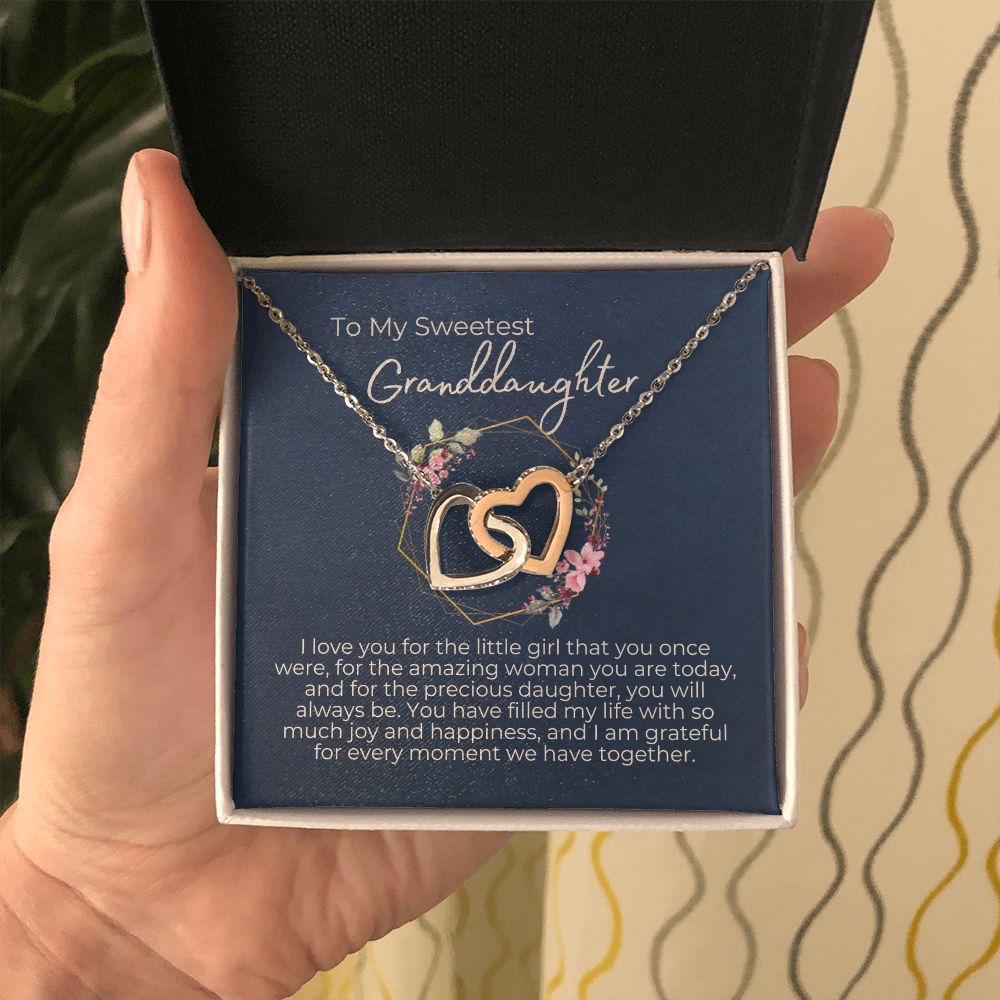 To My Sweetest
Granddaughter
I love you for the little girl that you once
were, for the amazing woman you are today,
and for the precious daughter, you will
always be. You have filled my life with so
much joy and happiness, and I am grateful
for every moment we have together.